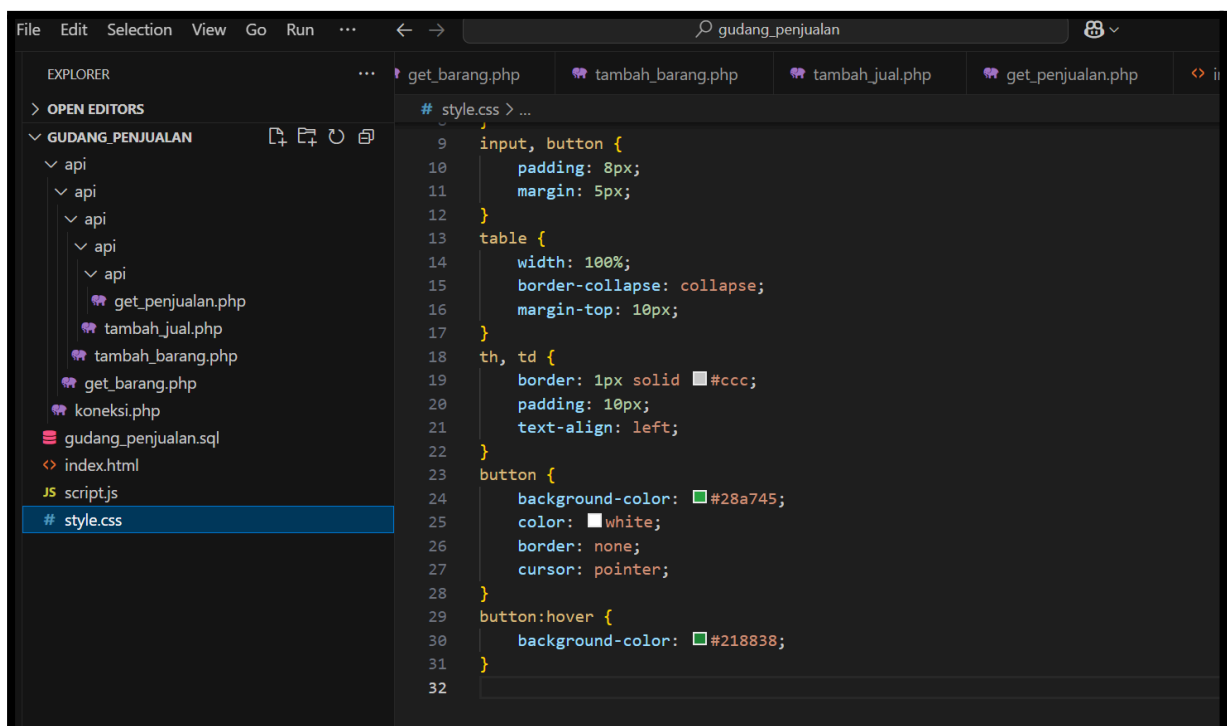 File Edit Selection View Go Run ··· ← → gudang_penjualan
EXPLORER ···
get_barang.php tambah_barang.php tambah_jual.php get_penjualan.php
> OPEN EDITORS
# style.css > ...
GUDANG_PENJUALAN
api
api
api
api
api
get_penjualan.php
tambah_jual.php
tambah_barang.php
get_barang.php
koneksi.php
gudang_penjualan.sql
<> index.html
JS script.js
# style.css
9 input, button {
10 padding: 8px;
11 margin: 5px;
12 }
13 table {
14 width: 100%;
15 border-collapse: collapse;
16 margin-top: 10px;
17 }
18 th, td {
19 border: 1px solid #ccc;
20 padding: 10px;
21 text-align: left;
22 }
23 button {
24 background-color: #28a745;
25 color: white;
26 border: none;
27 cursor: pointer;
28 }
29 button:hover {
30 background-color: #218838;
31 }
32